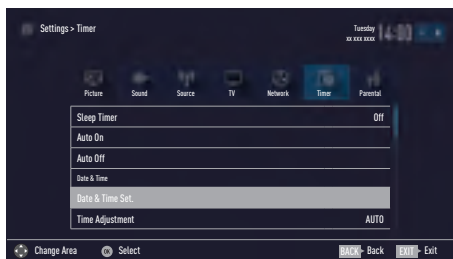 Settings > Timer
Tuesday
xx xxx xxxx
14:00
Picture Sound Source TV Network Timer Parental
Sleep Timer Off
Auto On
Auto Off
Date & Time
Date & Time Set.
Time Adjustment AUTO
Change Area OK Select BACK Back EXIT Exit